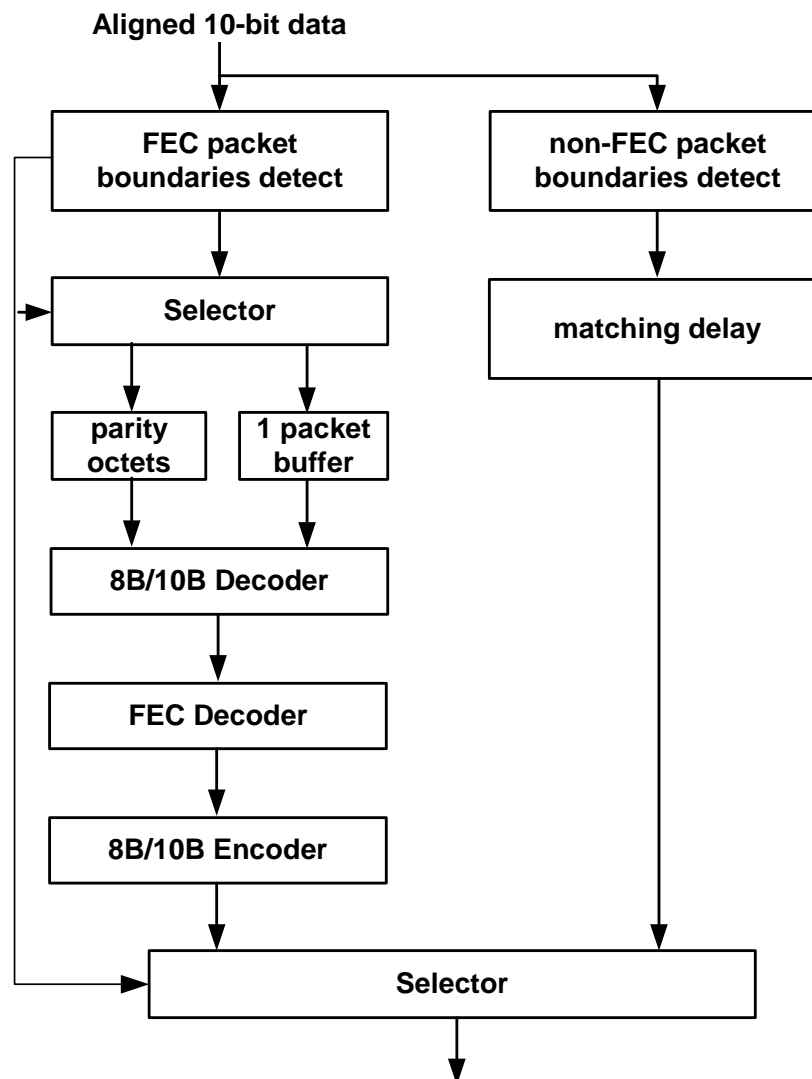 Aligned 10-bit data
FEC packet
boundaries detect
non-FEC packet
boundaries detect
Selector
matching delay
parity
octets
1 packet
buffer
8B/10B Decoder
FEC Decoder
8B/10B Encoder
Selector